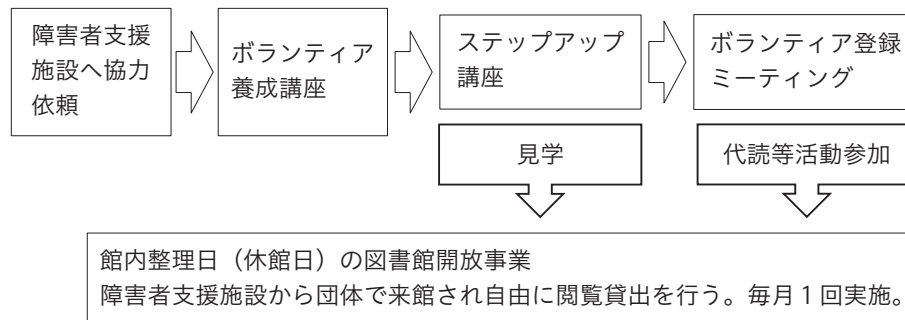 障害者支援
施設へ協力
依頼
ボランティア
養成講座
ステップアップ
講座
ボランティア登録
ミーティング
見学
代読等活動参加
館内整理日（休館日）の図書館開放事業
障害者支援施設から団体で来館され自由に閲覧貸出を行う。毎月１回実施。